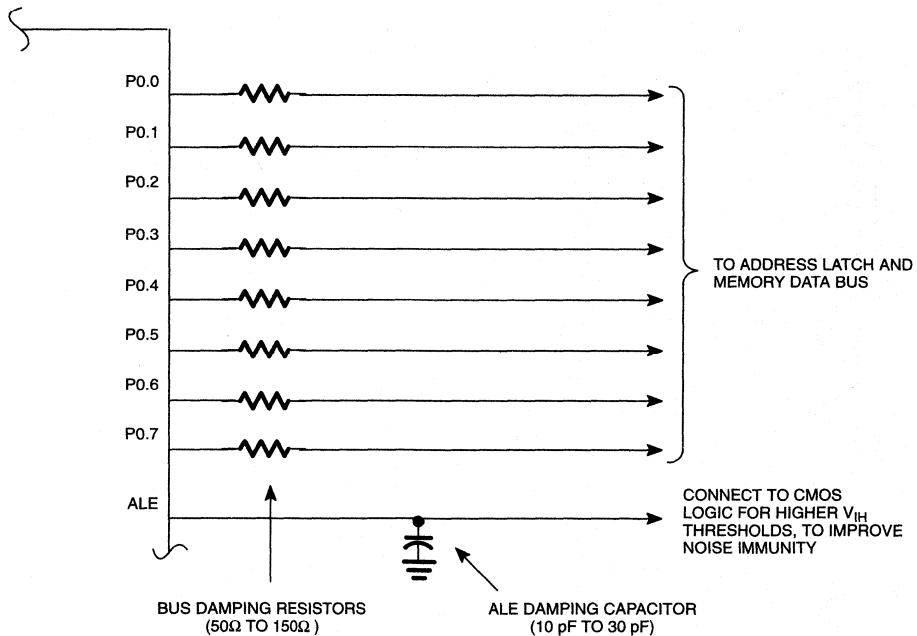 P0.0
P0.1
P0.2
P0.3
P0.4
P0.5
P0.6
P0.7
ALE
TO ADDRESS LATCH AND
MEMORY DATA BUS
CONNECT TO CMOS
LOGIC FOR HIGHER VIH
THRESHOLDS, TO IMPROVE
NOISE IMMUNITY
BUS DAMPING RESISTORS
(50Ω TO 150Ω )
ALE DAMPING CAPACITOR
(10 pF TO 30 pF)